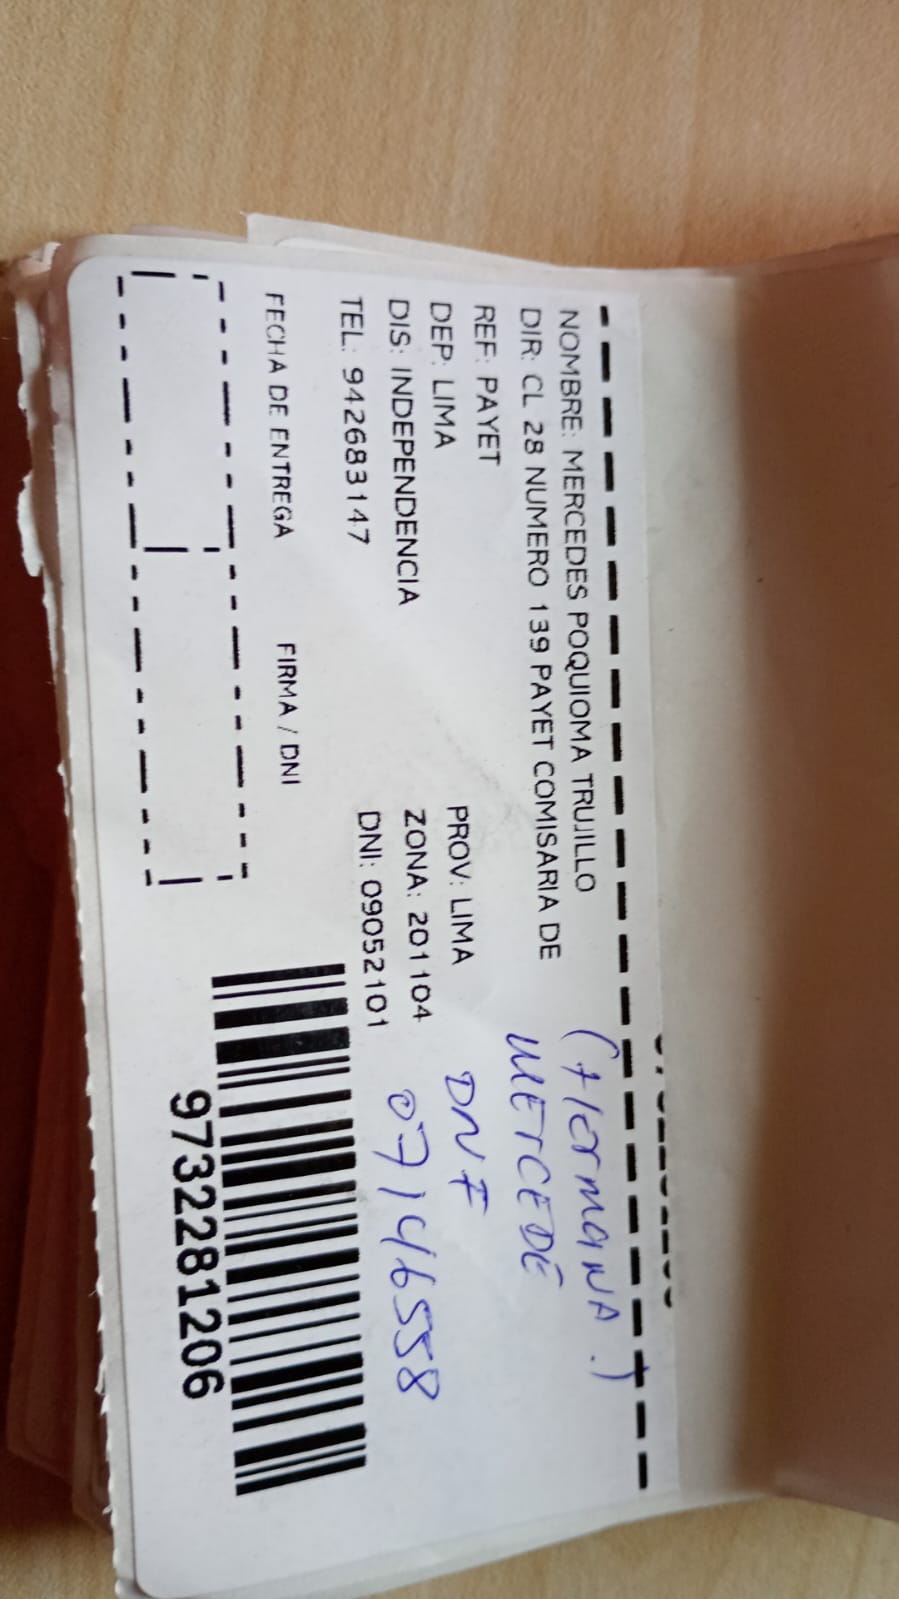 NOMBRE: MERCEDES POQUIOMA TRUJILLO
DIR: CL 28 NUMERO 139 PAYET COMISARIA DE
REF: PAYET
DEP: LIMA PROV: LIMA
DIS: INDEPENDENCIA ZONA: 201104
TEL: 942683147 DNI: 09052101
FECHA DE ENTREGA FIRMA / DNI
9732281206
(Hermana.)
MERCEDE
DNI
07146558